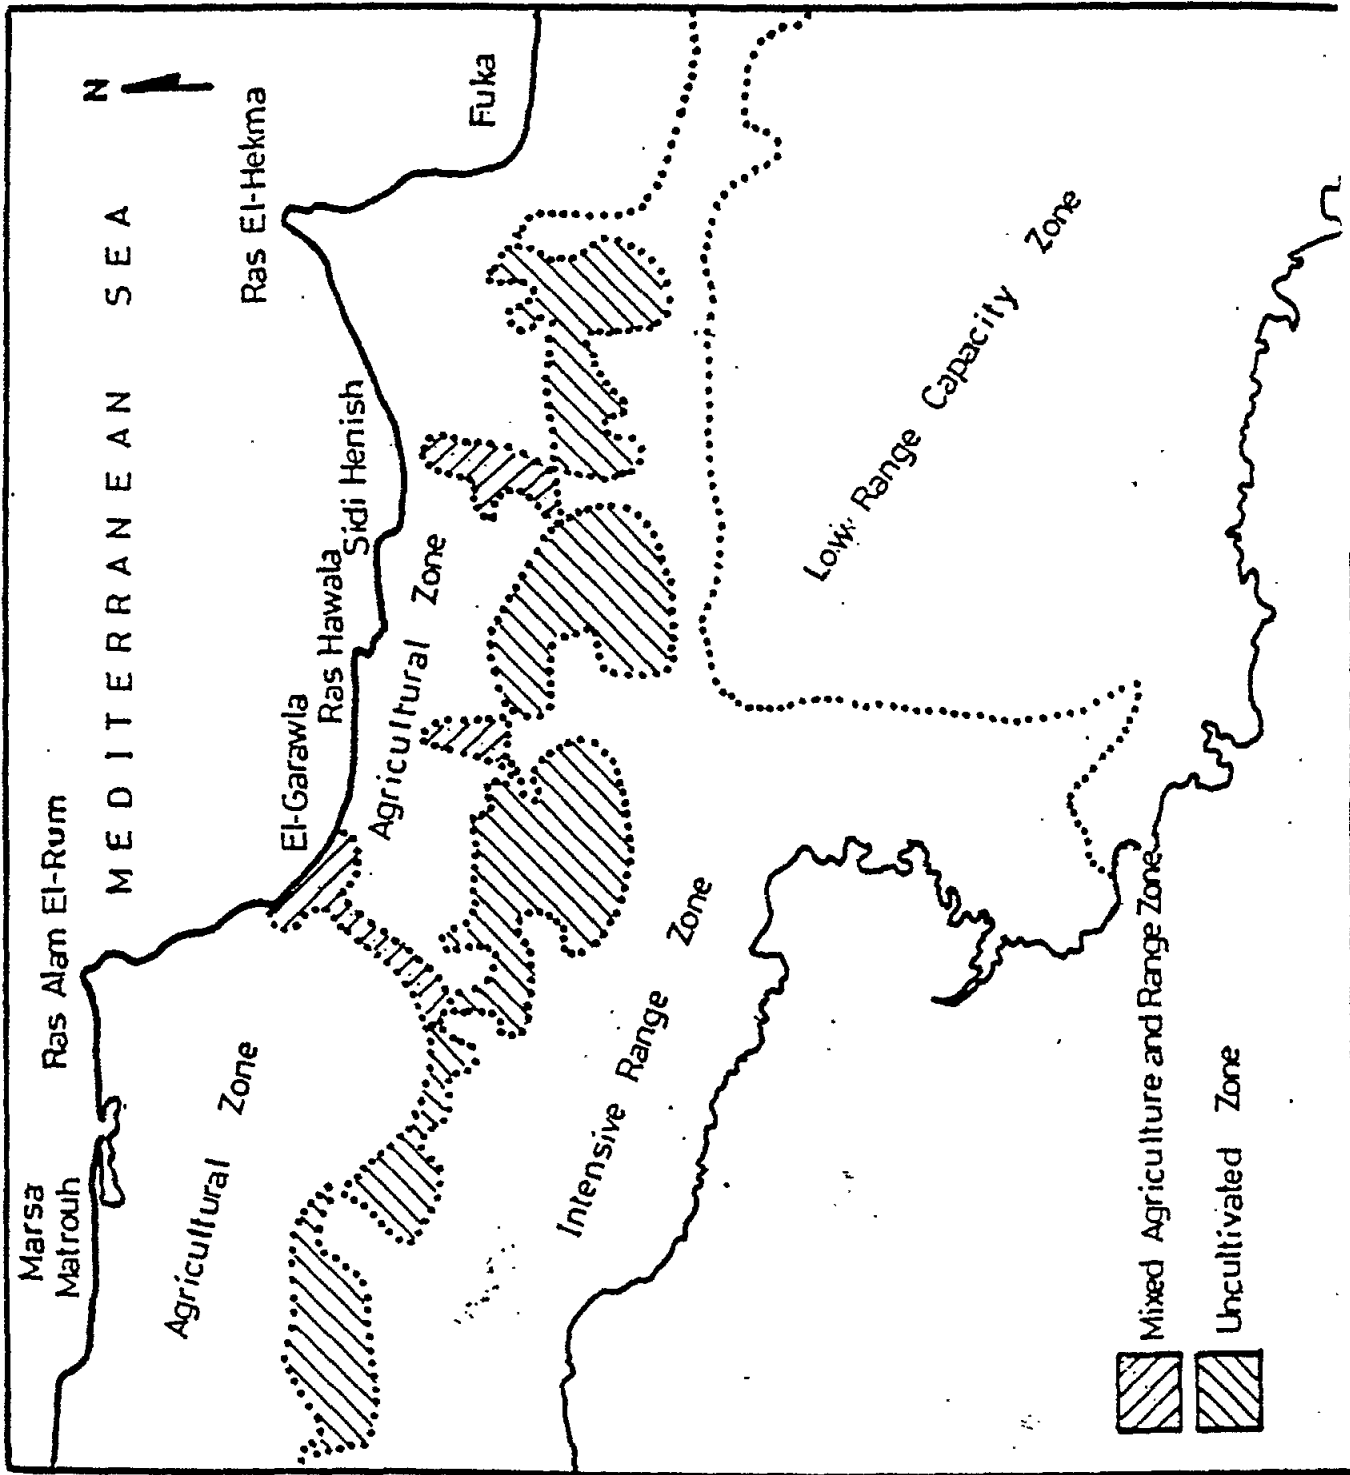 N
MEDITERRANEAN SEA
Marsa
Matrouh
Ras Alam El-Rum
El-Garawla
Ras Hawala
Sidi Henish
Ras El-Hekma
Fuka
Agricultural Zone
Agricultural Zone
Intensive Range Zone
Low Range Capacity Zone
Mixed Agriculture and Range Zone
Uncultivated Zone